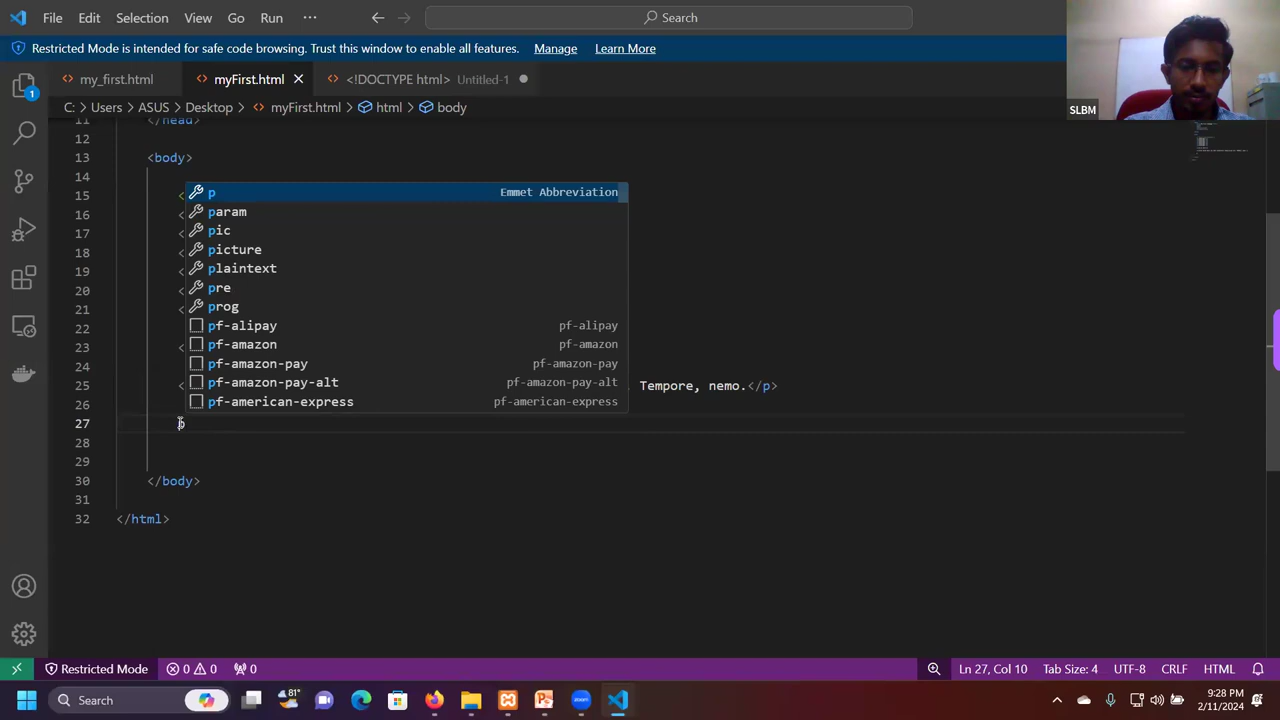 File Edit Selection View Go Run ··· Search
Restricted Mode is intended for safe code browsing. Trust this window to enable all features. Manage Learn More
my_first.html myFirst.html <!DOCTYPE html> Untitled-1
SLBM
C: > Users > ASUS > Desktop > myFirst.html > html > body
11 </head>
12
13 <body>
14
15 <
16 <
17 <
18 <
19 <
20 <
21 <
22
23 <
24
25 < Tempore, nemo.</p>
26
27 p
28
29
30 </body>
31
32 </html>
p Emmet Abbreviation
param
pic
picture
plaintext
pre
prog
pf-alipay pf-alipay
pf-amazon pf-amazon
pf-amazon-pay pf-amazon-pay
pf-amazon-pay-alt pf-amazon-pay-alt
pf-american-express pf-american-express
1
Restricted Mode 0 0 0 Ln 27, Col 10 Tab Size: 4 UTF-8 CRLF HTML
Search 81° 9:28 PM
2/11/2024